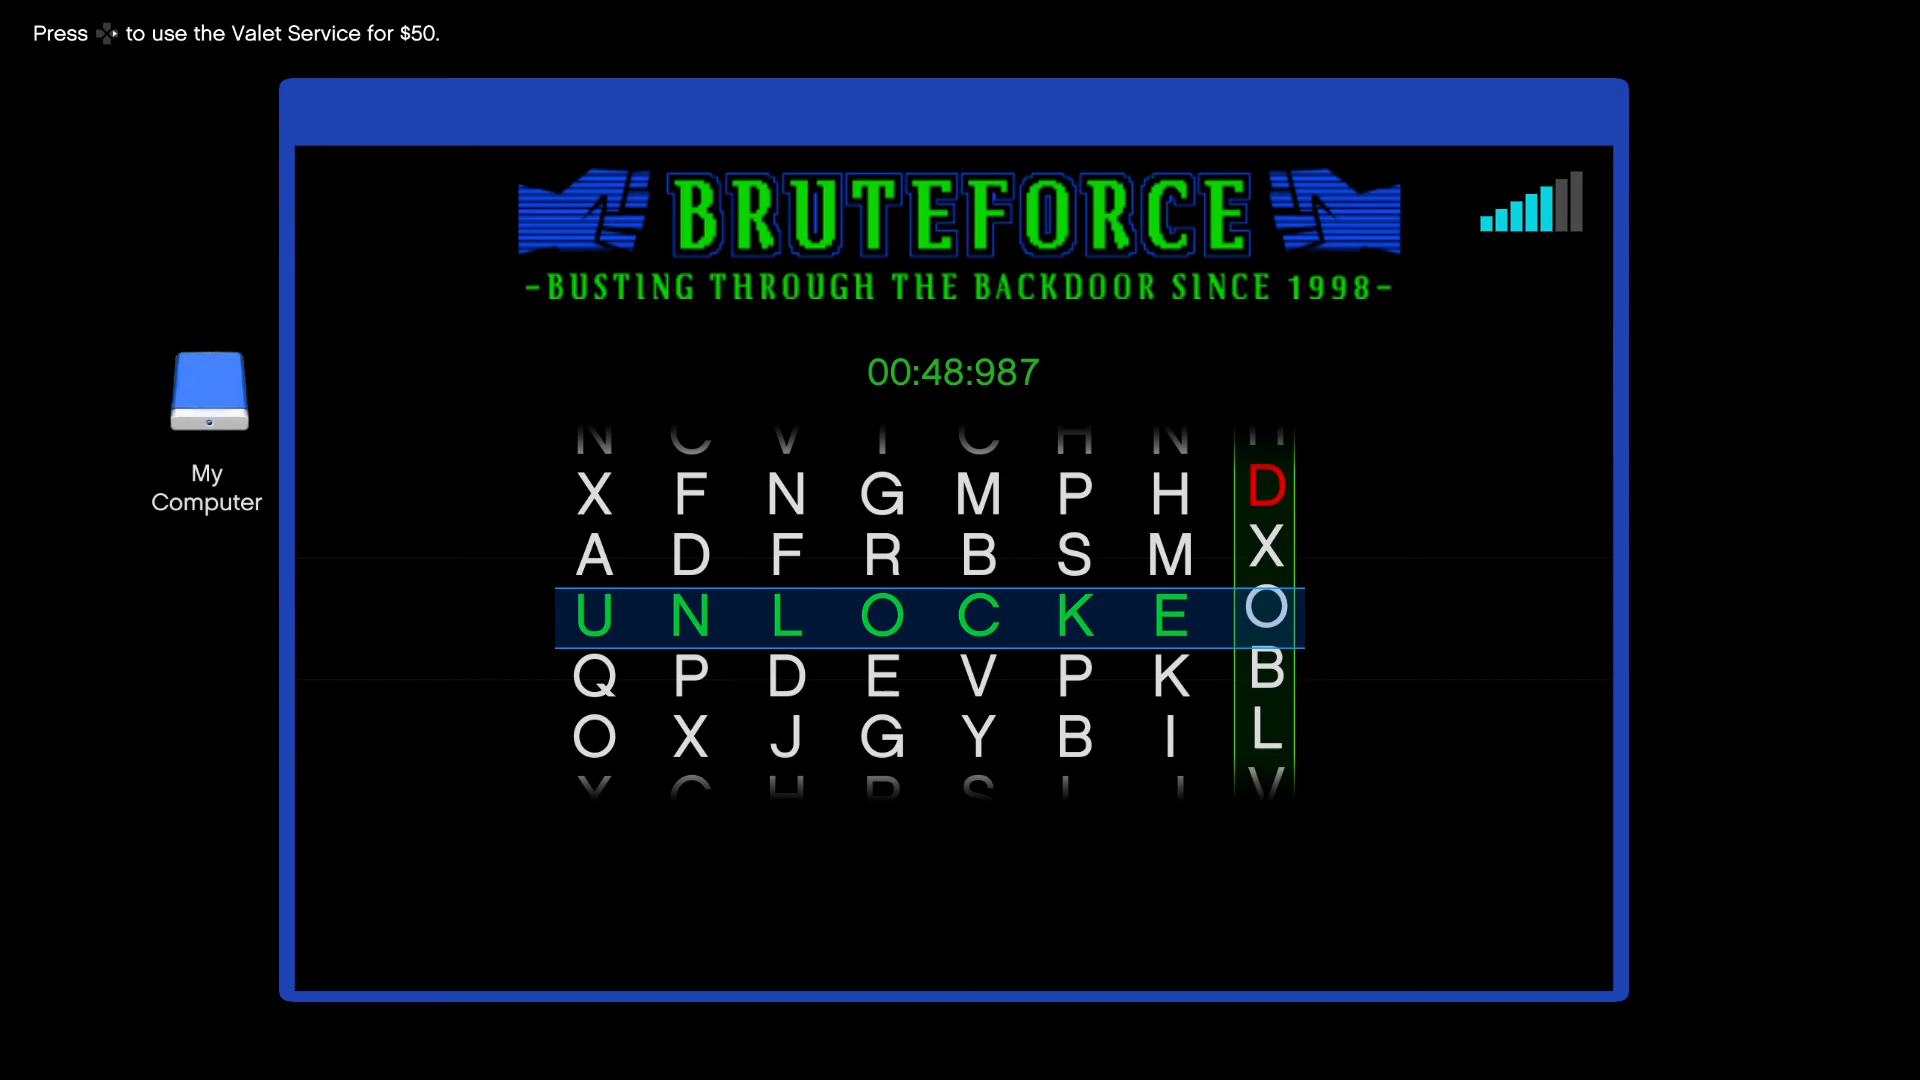 Press to use the Valet Service for $50.
BRUTEFORCE
-BUSTING THROUGH THE BACKDOOR SINCE 1998-
00:48:987
My
Computer
X F N G M P H D
A D F R B S M X
U N L O C K E O
Q P D E V P K B
O X J G Y B I L